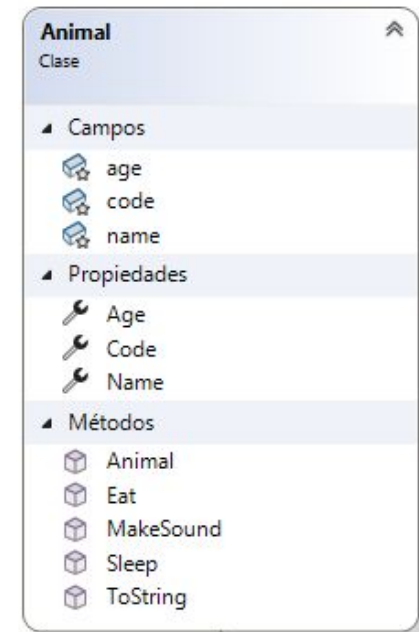 Animal
Clase
Campos
age
code
name
Propiedades
Age
Code
Name
Métodos
Animal
Eat
MakeSound
Sleep
ToString